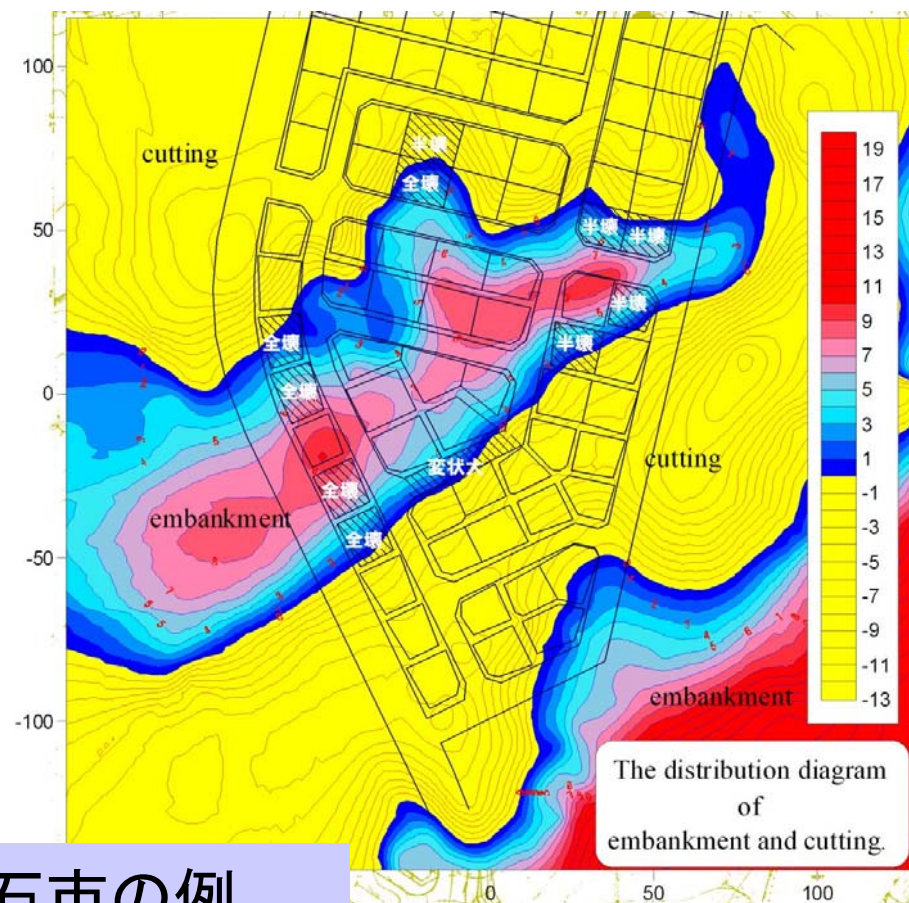 100
50
0
-50
-100
cutting
半壊
全壊
半壊
半壊
半壊
半壊
全壊
全壊
変状大
cutting
全壊
embankment
全壊
embankment
19
17
15
13
11
9
7
5
3
1
-1
-3
-5
-7
-9
-11
-13
The distribution diagram
of
embankment and cutting.
石市の例
0
50
100